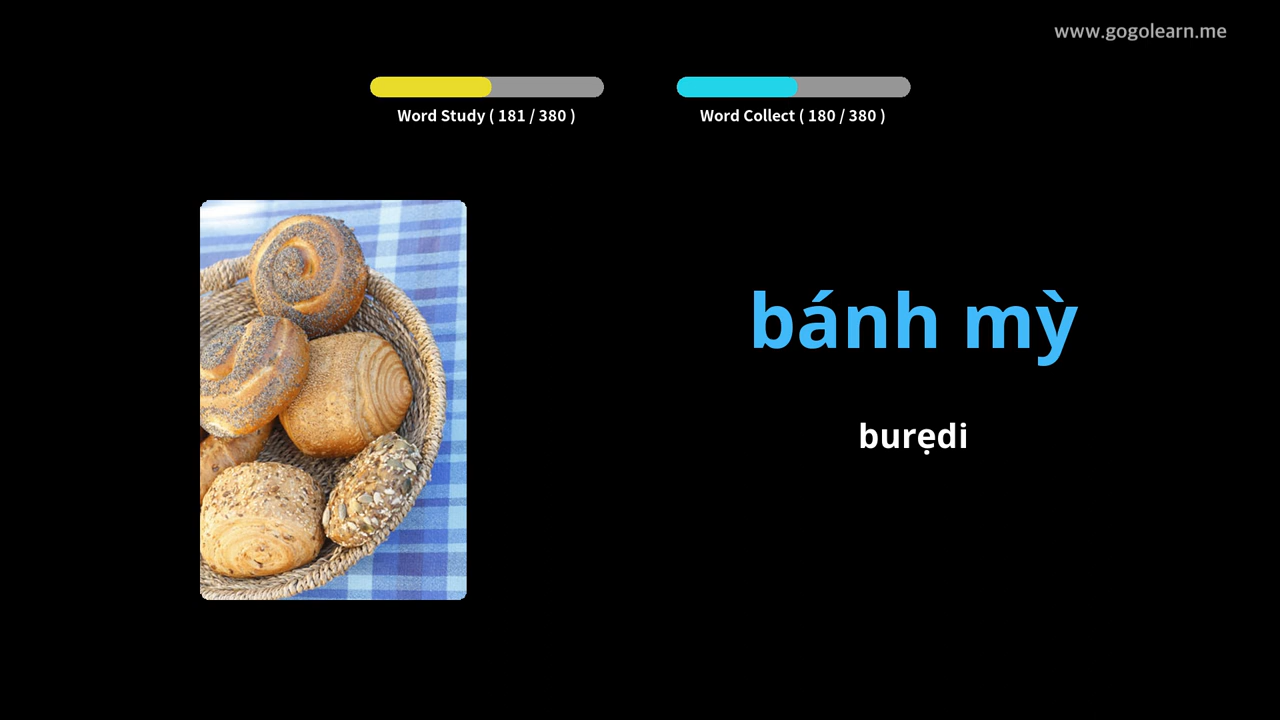 www.gogolearn.me
Word Study ( 181 / 380 )
Word Collect ( 180 / 380 )
bánh mỳ
burẹdi